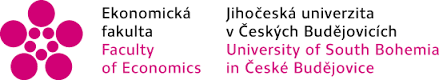 Ekonomická
fakulta
Faculty
of Economics
Jihočeská univerzita
v Českých Budějovicích
University of South Bohemia
in České Budějovice